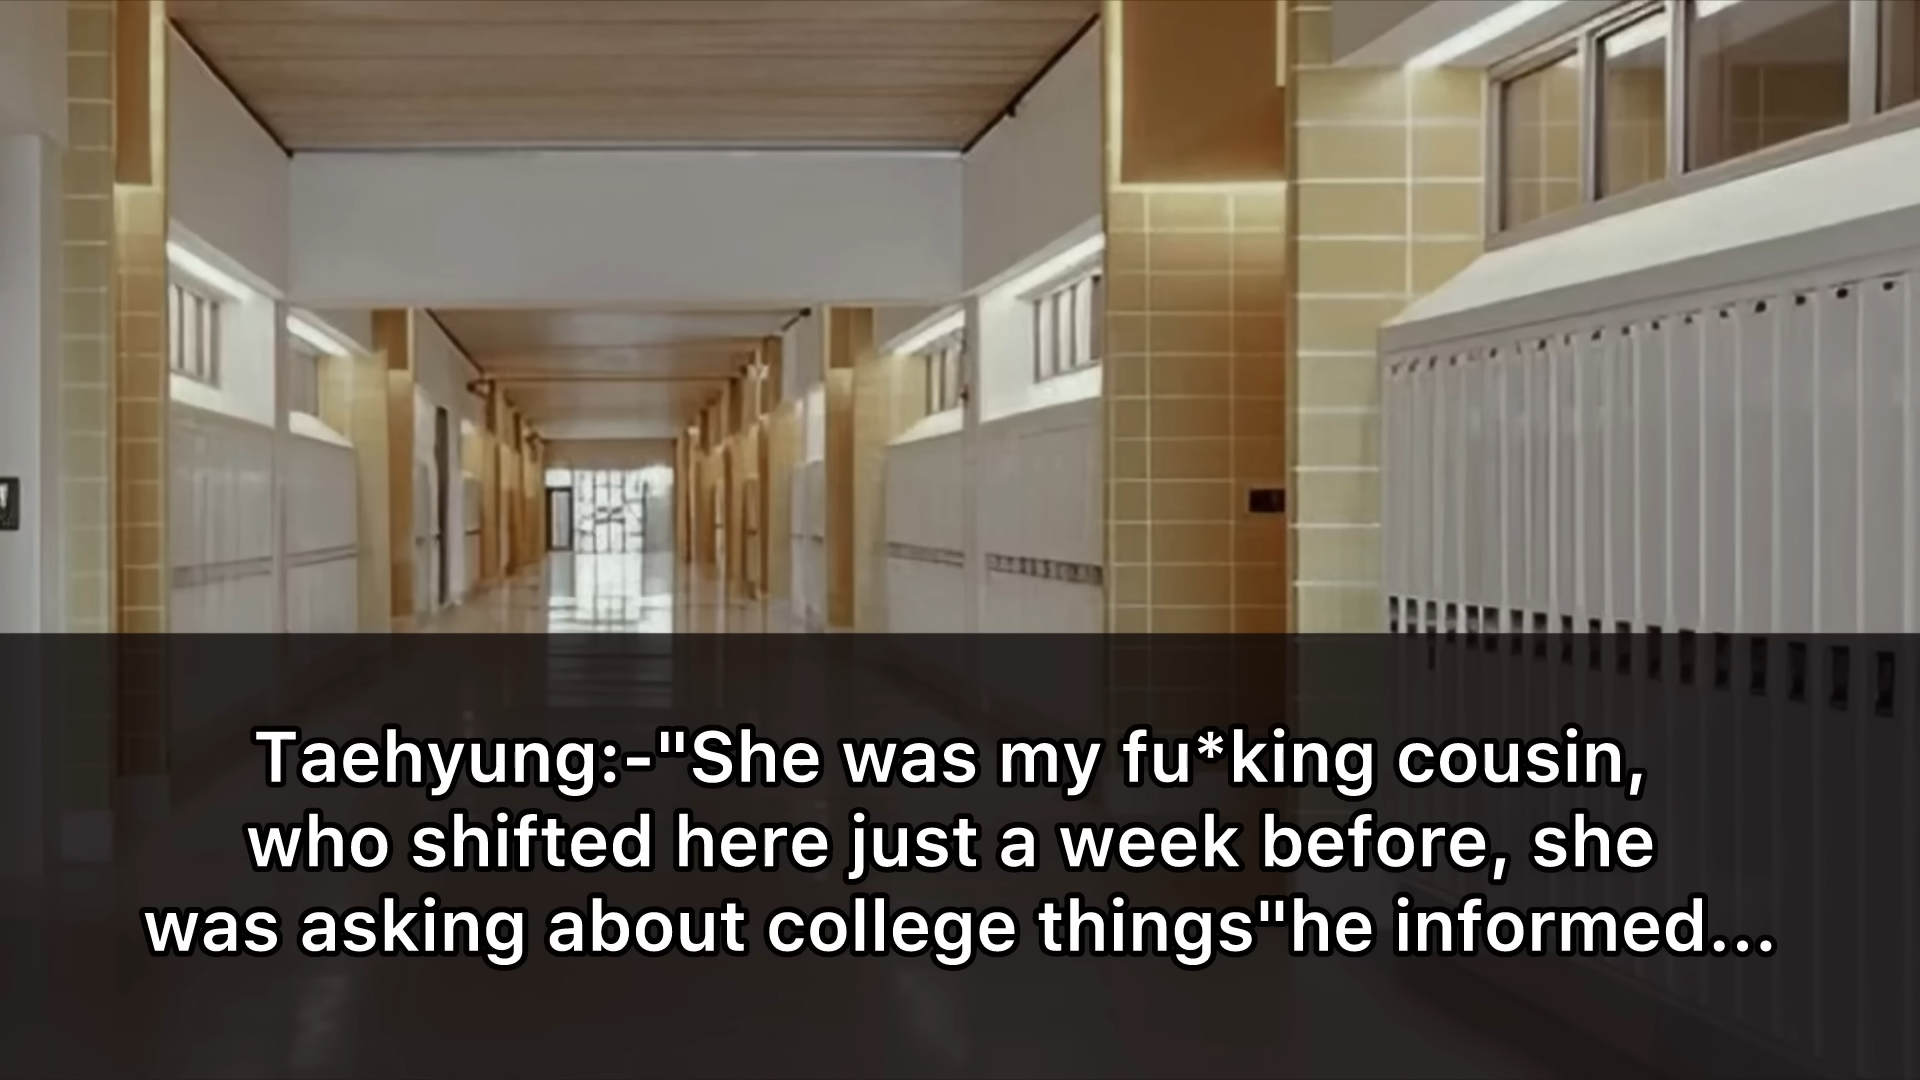 Taehyung:-"She was my fu*king cousin,
who shifted here just a week before, she
was asking about college things"he informed...